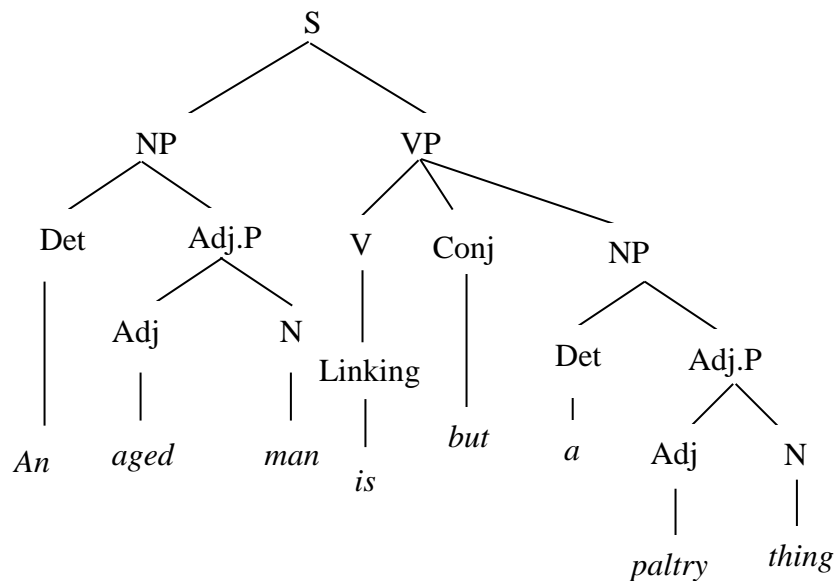 S
NP VP
Det Adj.P V Conj NP
Adj N Linking Det Adj.P
An aged man is but a Adj N
paltry thing